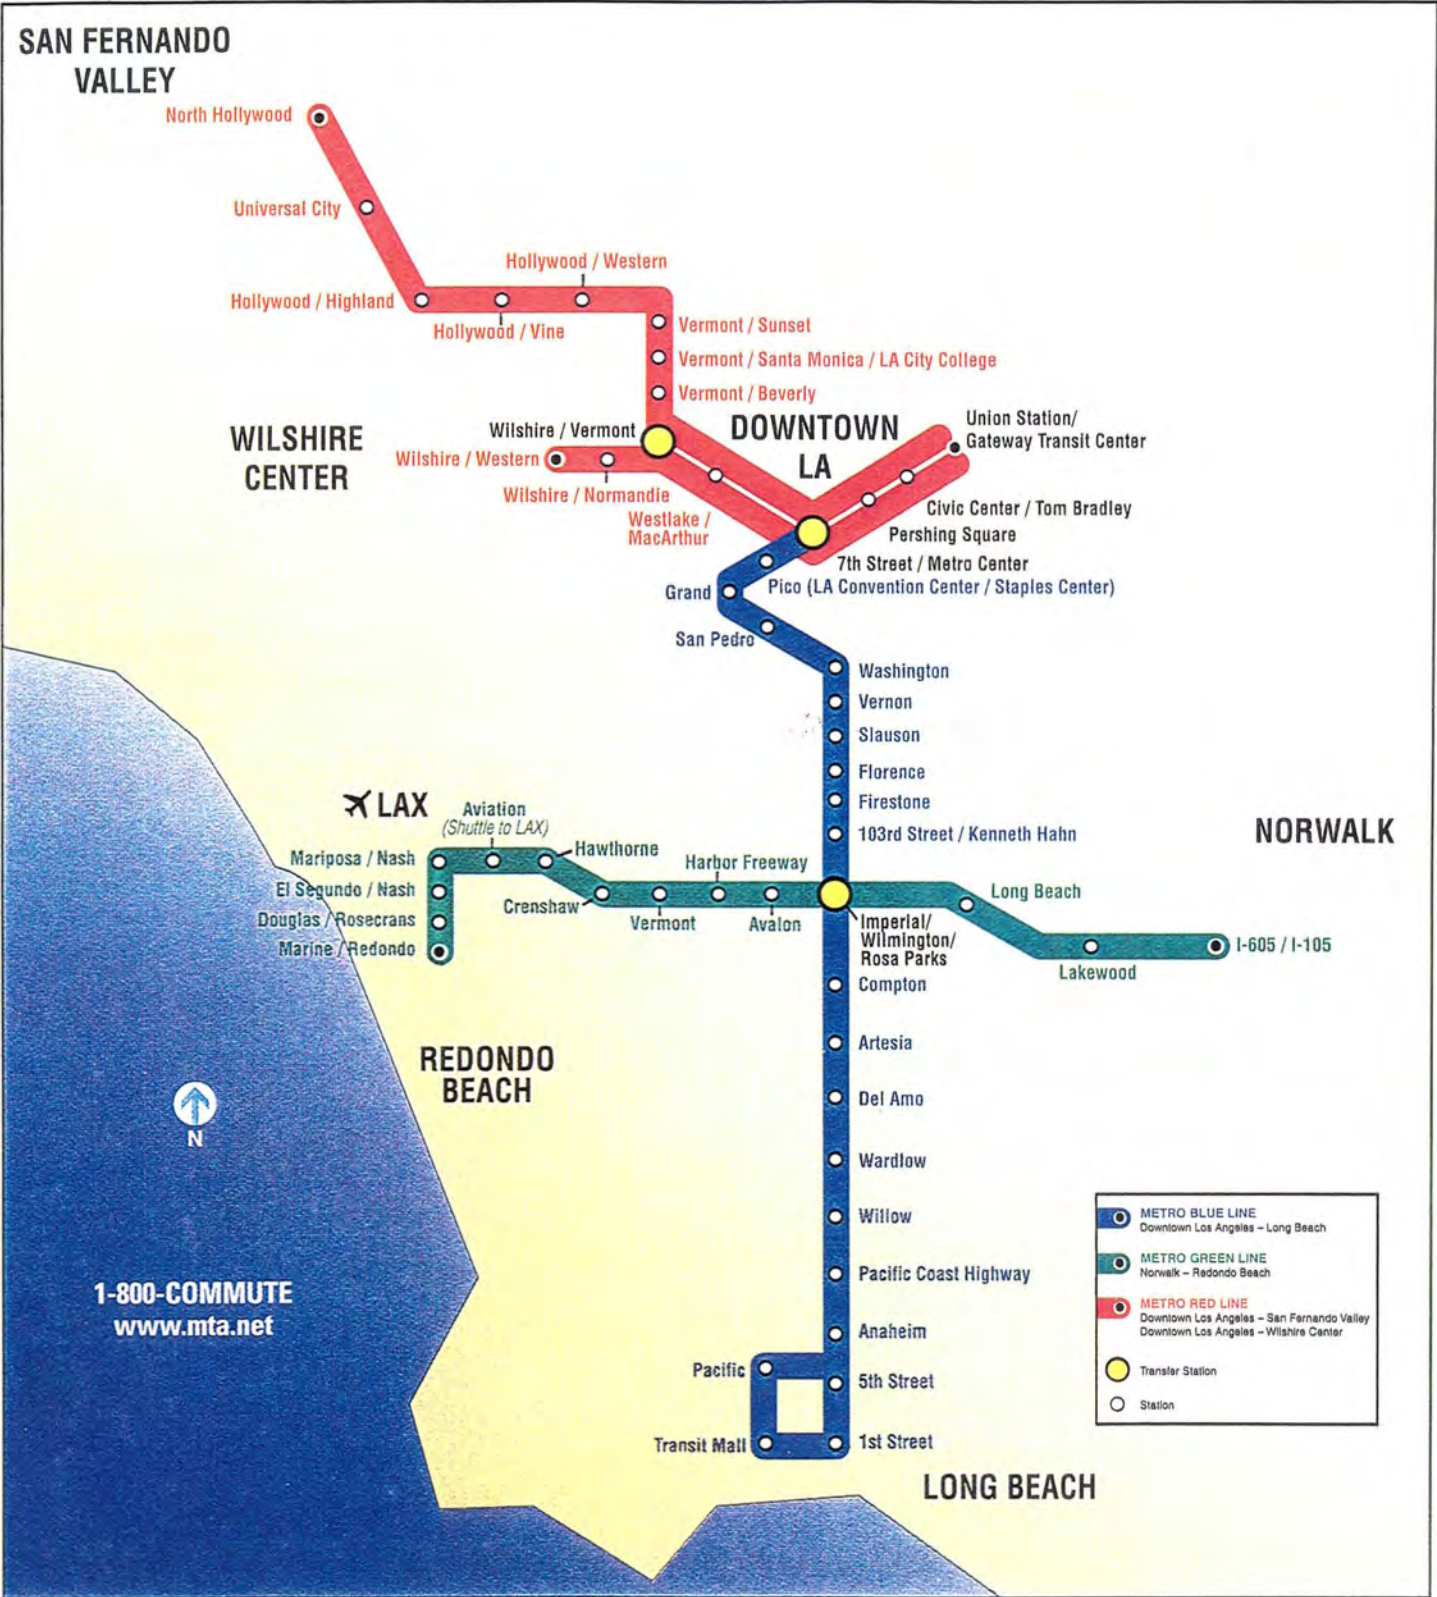 SAN FERNANDO
VALLEY
North Hollywood
Universal City
Hollywood / Western
Hollywood / Highland
Hollywood / Vine
Vermont / Sunset
Vermont / Santa Monica / LA City College
Vermont / Beverly
WILSHIRE
CENTER
Wilshire / Vermont
DOWNTOWN
LA
Union Station/
Gateway Transit Center
Wilshire / Western
Wilshire / Normandie
Westlake /
MacArthur
Civic Center / Tom Bradley
Pershing Square
7th Street / Metro Center
Pico (LA Convention Center / Staples Center)
Grand
San Pedro
Washington
Vernon
Slauson
Florence
Firestone
103rd Street / Kenneth Hahn
LAX
Aviation
(Shuttle to LAX)
NORWALK
Mariposa / Nash
Hawthorne
Harbor Freeway
El Segundo / Nash
Crenshaw
Long Beach
Douglas / Rosecrans
Vermont
Avalon
Imperial/
Wilmington/
Rosa Parks
Marine / Redondo
I-605 / I-105
Lakewood
Compton
REDONDO
BEACH
Artesia
Del Amo
N
Wardlow
Willow
Pacific Coast Highway
1-800-COMMUTE
www.mta.net
Anaheim
Pacific
5th Street
Transit Mall
1st Street
LONG BEACH
METRO BLUE LINE
Downtown Los Angeles – Long Beach
METRO GREEN LINE
Norwalk – Redondo Beach
METRO RED LINE
Downtown Los Angeles – San Fernando Valley
Downtown Los Angeles – Wilshire Center
Transfer Station
Station